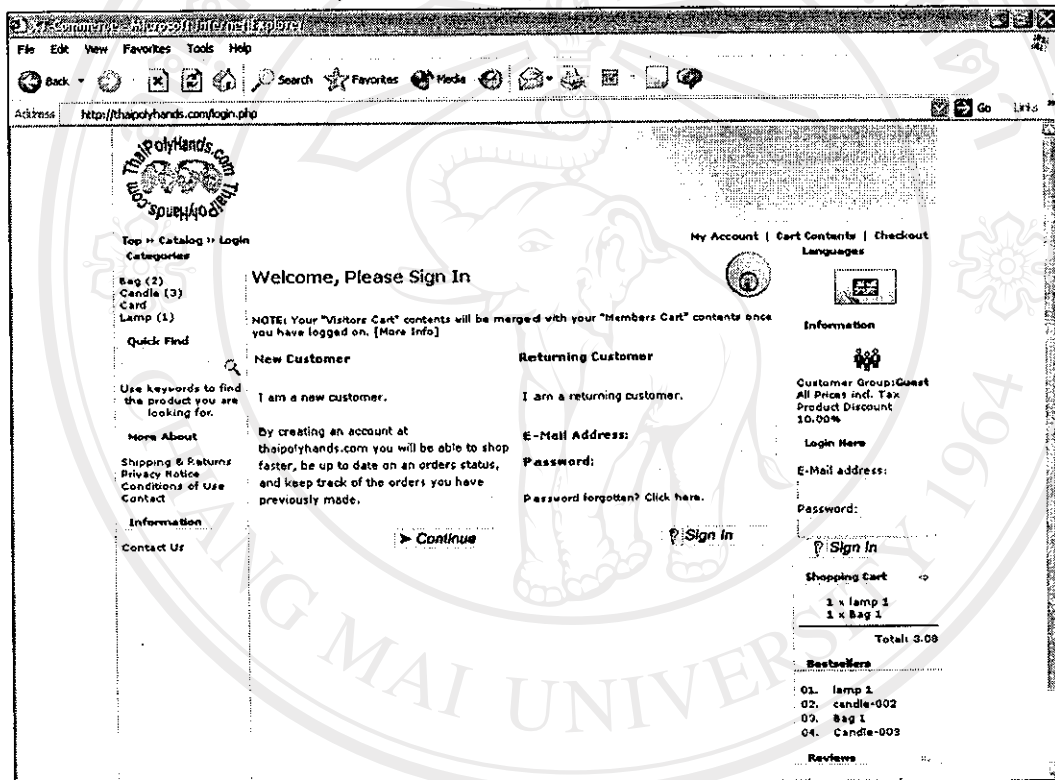 XT-Commerce - Microsoft Internet Explorer
File Edit View Favorites Tools Help
Back Search Favorites Media
Address http://thaipolyhands.com/login.php Go Links
ThaiPolyHands.com ThaiPolyHands.com
Top » Catalog » Login
My Account | Cart Contents | Checkout
Categories
Bag (2)
Candle (3)
Card
Lamp (1)
Quick Find
Use keywords to find
the product you are
looking for.
More About
Shipping & Returns
Privacy Notice
Conditions of Use
Contact
Information
Contact Us
Welcome, Please Sign In
NOTE: Your "Visitors Cart" contents will be merged with your "Members Cart" contents once
you have logged on. [More Info]
New Customer
I am a new customer.
By creating an account at
thaipolyhands.com you will be able to shop
faster, be up to date on an orders status,
and keep track of the orders you have
previously made.
Continue
Returning Customer
I am a returning customer.
E-Mail Address:
Password:
Password forgotten? Click here.
Sign In
Languages
Information
Customer Group:Guest
All Prices incl. Tax
Product Discount
10.00%
Login Here
E-Mail address:
Password:
Sign In
Shopping Cart
1 x lamp 1
1 x Bag 1
Total: 3.08
Bestsellers
01. lamp 1
02. candle-002
03. Bag 1
04. Candle-003
Reviews
CHIANG MAI UNIVERSITY 1964